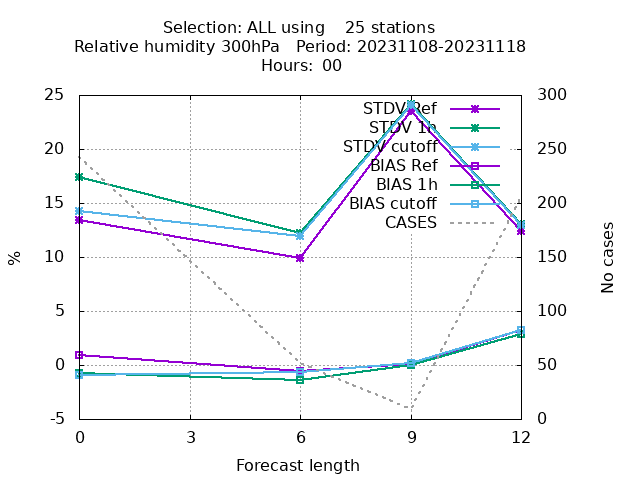 Selection: ALL using    25 stations
Relative humidity 300hPa   Period: 20231108-20231118
Hours: 00
25
20
15
10
5
0
-5
%
300
250
200
150
100
50
0
No cases
STDV Ref
STDV 1h
STDV cutoff
BIAS Ref
BIAS 1h
BIAS cutoff
CASES
0 3 6 9 12
Forecast length